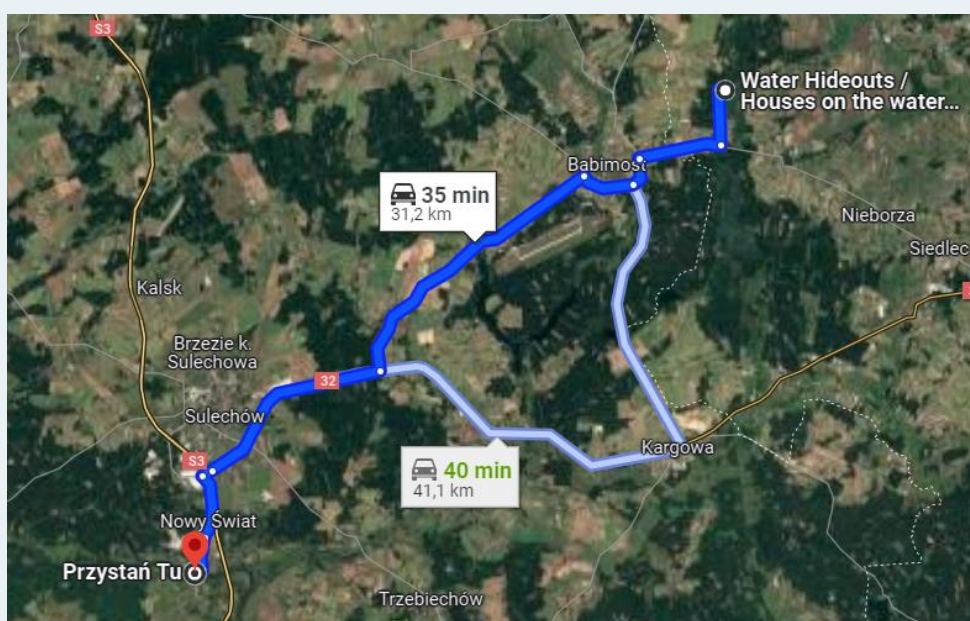 S3
Water Hideouts /
Houses on the water...
Babimost
35 min
31,2 km
Nieborza
Siedlec
Kalsk
Brzezie k.
Sulechowa
32
Sulechów
Kargowa
S3
40 min
41,1 km
Nowy Świat
Przystań Tu
Trzebiechów